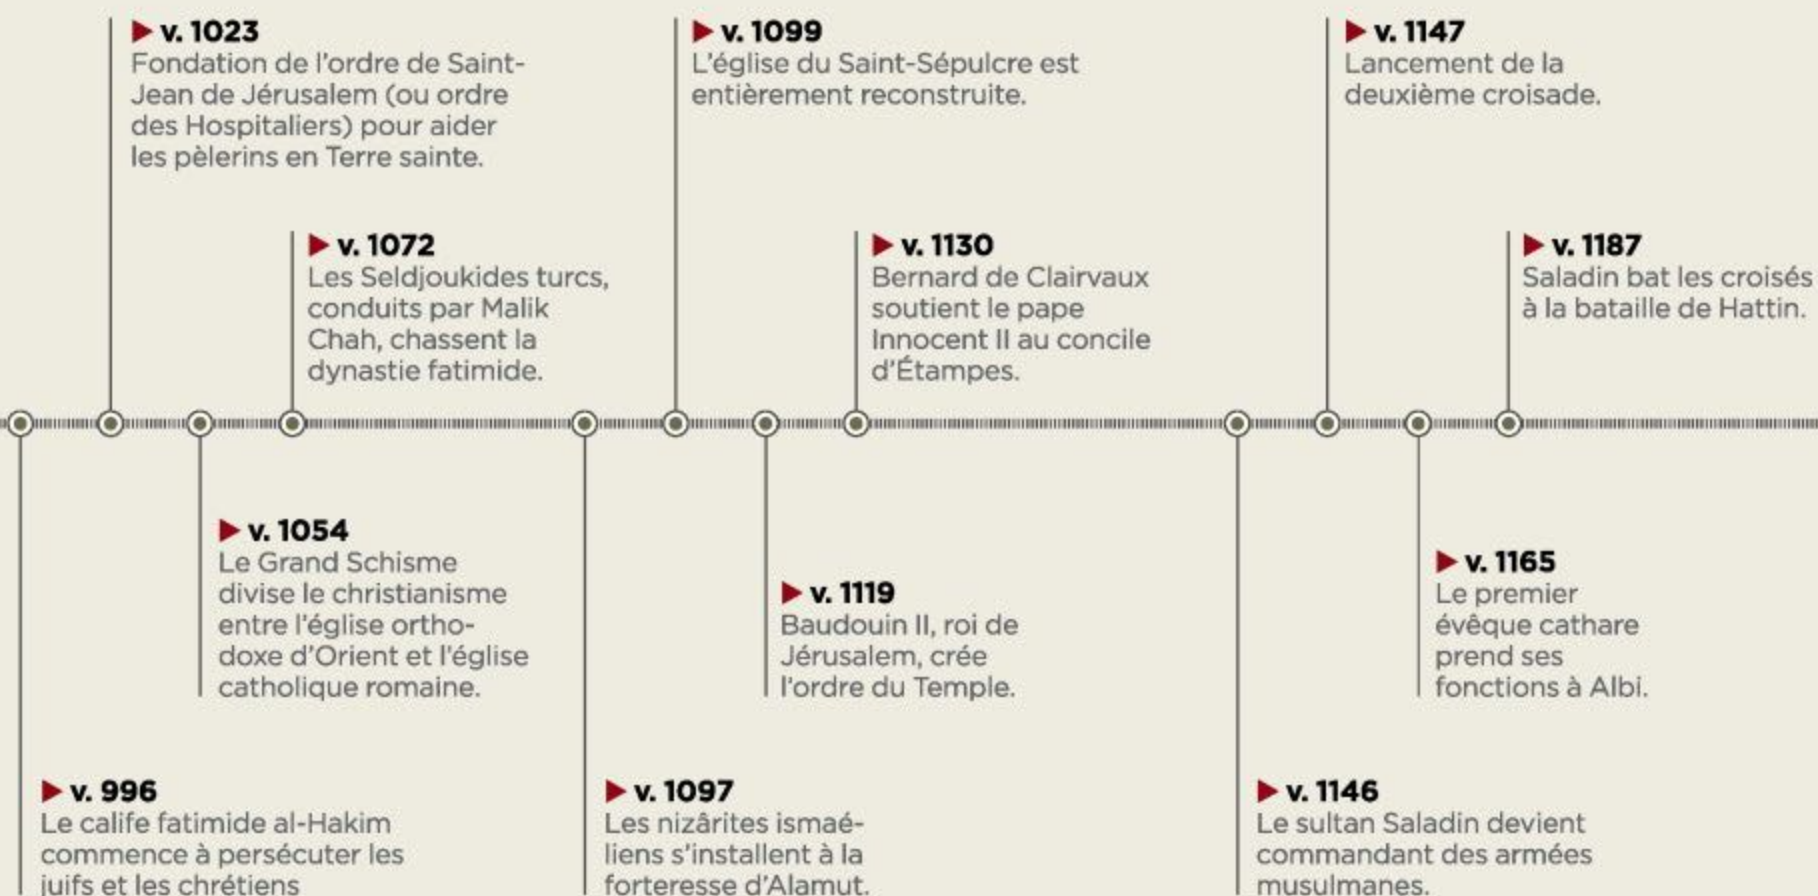 ▶ v. 1023
Fondation de l'ordre de Saint-
Jean de Jérusalem (ou ordre
des Hospitaliers) pour aider
les pèlerins en Terre sainte.
▶ v. 1099
L'église du Saint-Sépulcre est
entièrement reconstruite.
▶ v. 1147
Lancement de la
deuxième croisade.
▶ v. 1072
Les Seldjoukides turcs,
conduits par Malik
Chah, chassent la
dynastie fatimide.
▶ v. 1130
Bernard de Clairvaux
soutient le pape
Innocent II au concile
d'Étampes.
▶ v. 1187
Saladin bat les croisés
à la bataille de Hattin.
▶ v. 1054
Le Grand Schisme
divise le christianisme
entre l'église ortho-
doxe d'Orient et l'église
catholique romaine.
▶ v. 1119
Baudouin II, roi de
Jérusalem, crée
l'ordre du Temple.
▶ v. 1165
Le premier
évêque cathare
prend ses
fonctions à Albi.
▶ v. 996
Le calife fatimide al-Hakim
commence à persécuter les
juifs et les chrétiens
▶ v. 1097
Les nizârites ismaé-
liens s'installent à la
forteresse d'Alamut.
▶ v. 1146
Le sultan Saladin devient
commandant des armées
musulmanes.